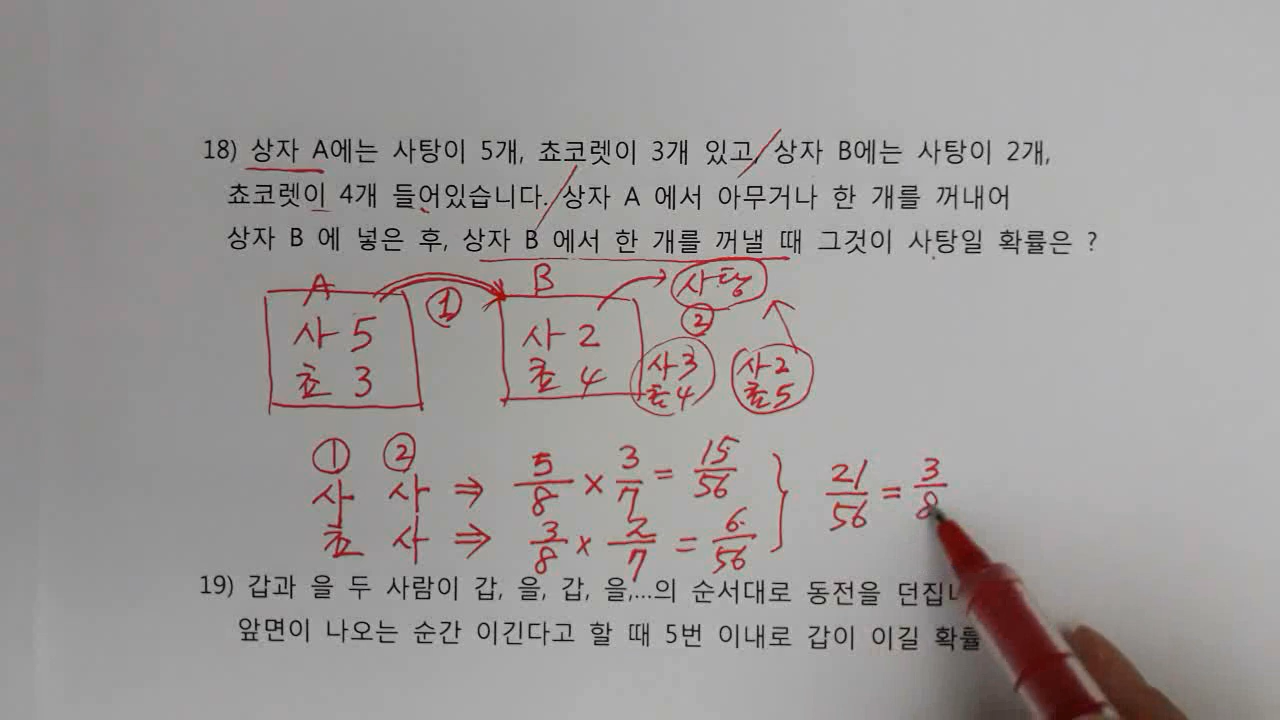 18) 상자 A에는 사탕이 5개, 쵸코렛이 3개 있고, 상자 B에는 사탕이 2개,
쵸코렛이 4개 들어있습니다. 상자 A 에서 아무거나 한 개를 꺼내어
상자 B 에 넣은 후, 상자 B 에서 한 개를 꺼낼 때 그것이 사탕일 확률은 ?
A ① B 사탕
사 5 사 2 ②
쵸 3 쵸 4 사 3 사 2
쵸 4 쵸 5
① ②
사 사 ⇒ 5/8 × 3/7 = 15/56 } 21/56 = 3/8
쵸 사 ⇒ 3/8 × 2/7 = 6/56
19) 갑과 을 두 사람이 갑, 을, 갑, 을,...의 순서대로 동전을
앞면이 나오는 순간 이긴다고 할 때 5번 이내로 갑이 이길 확률